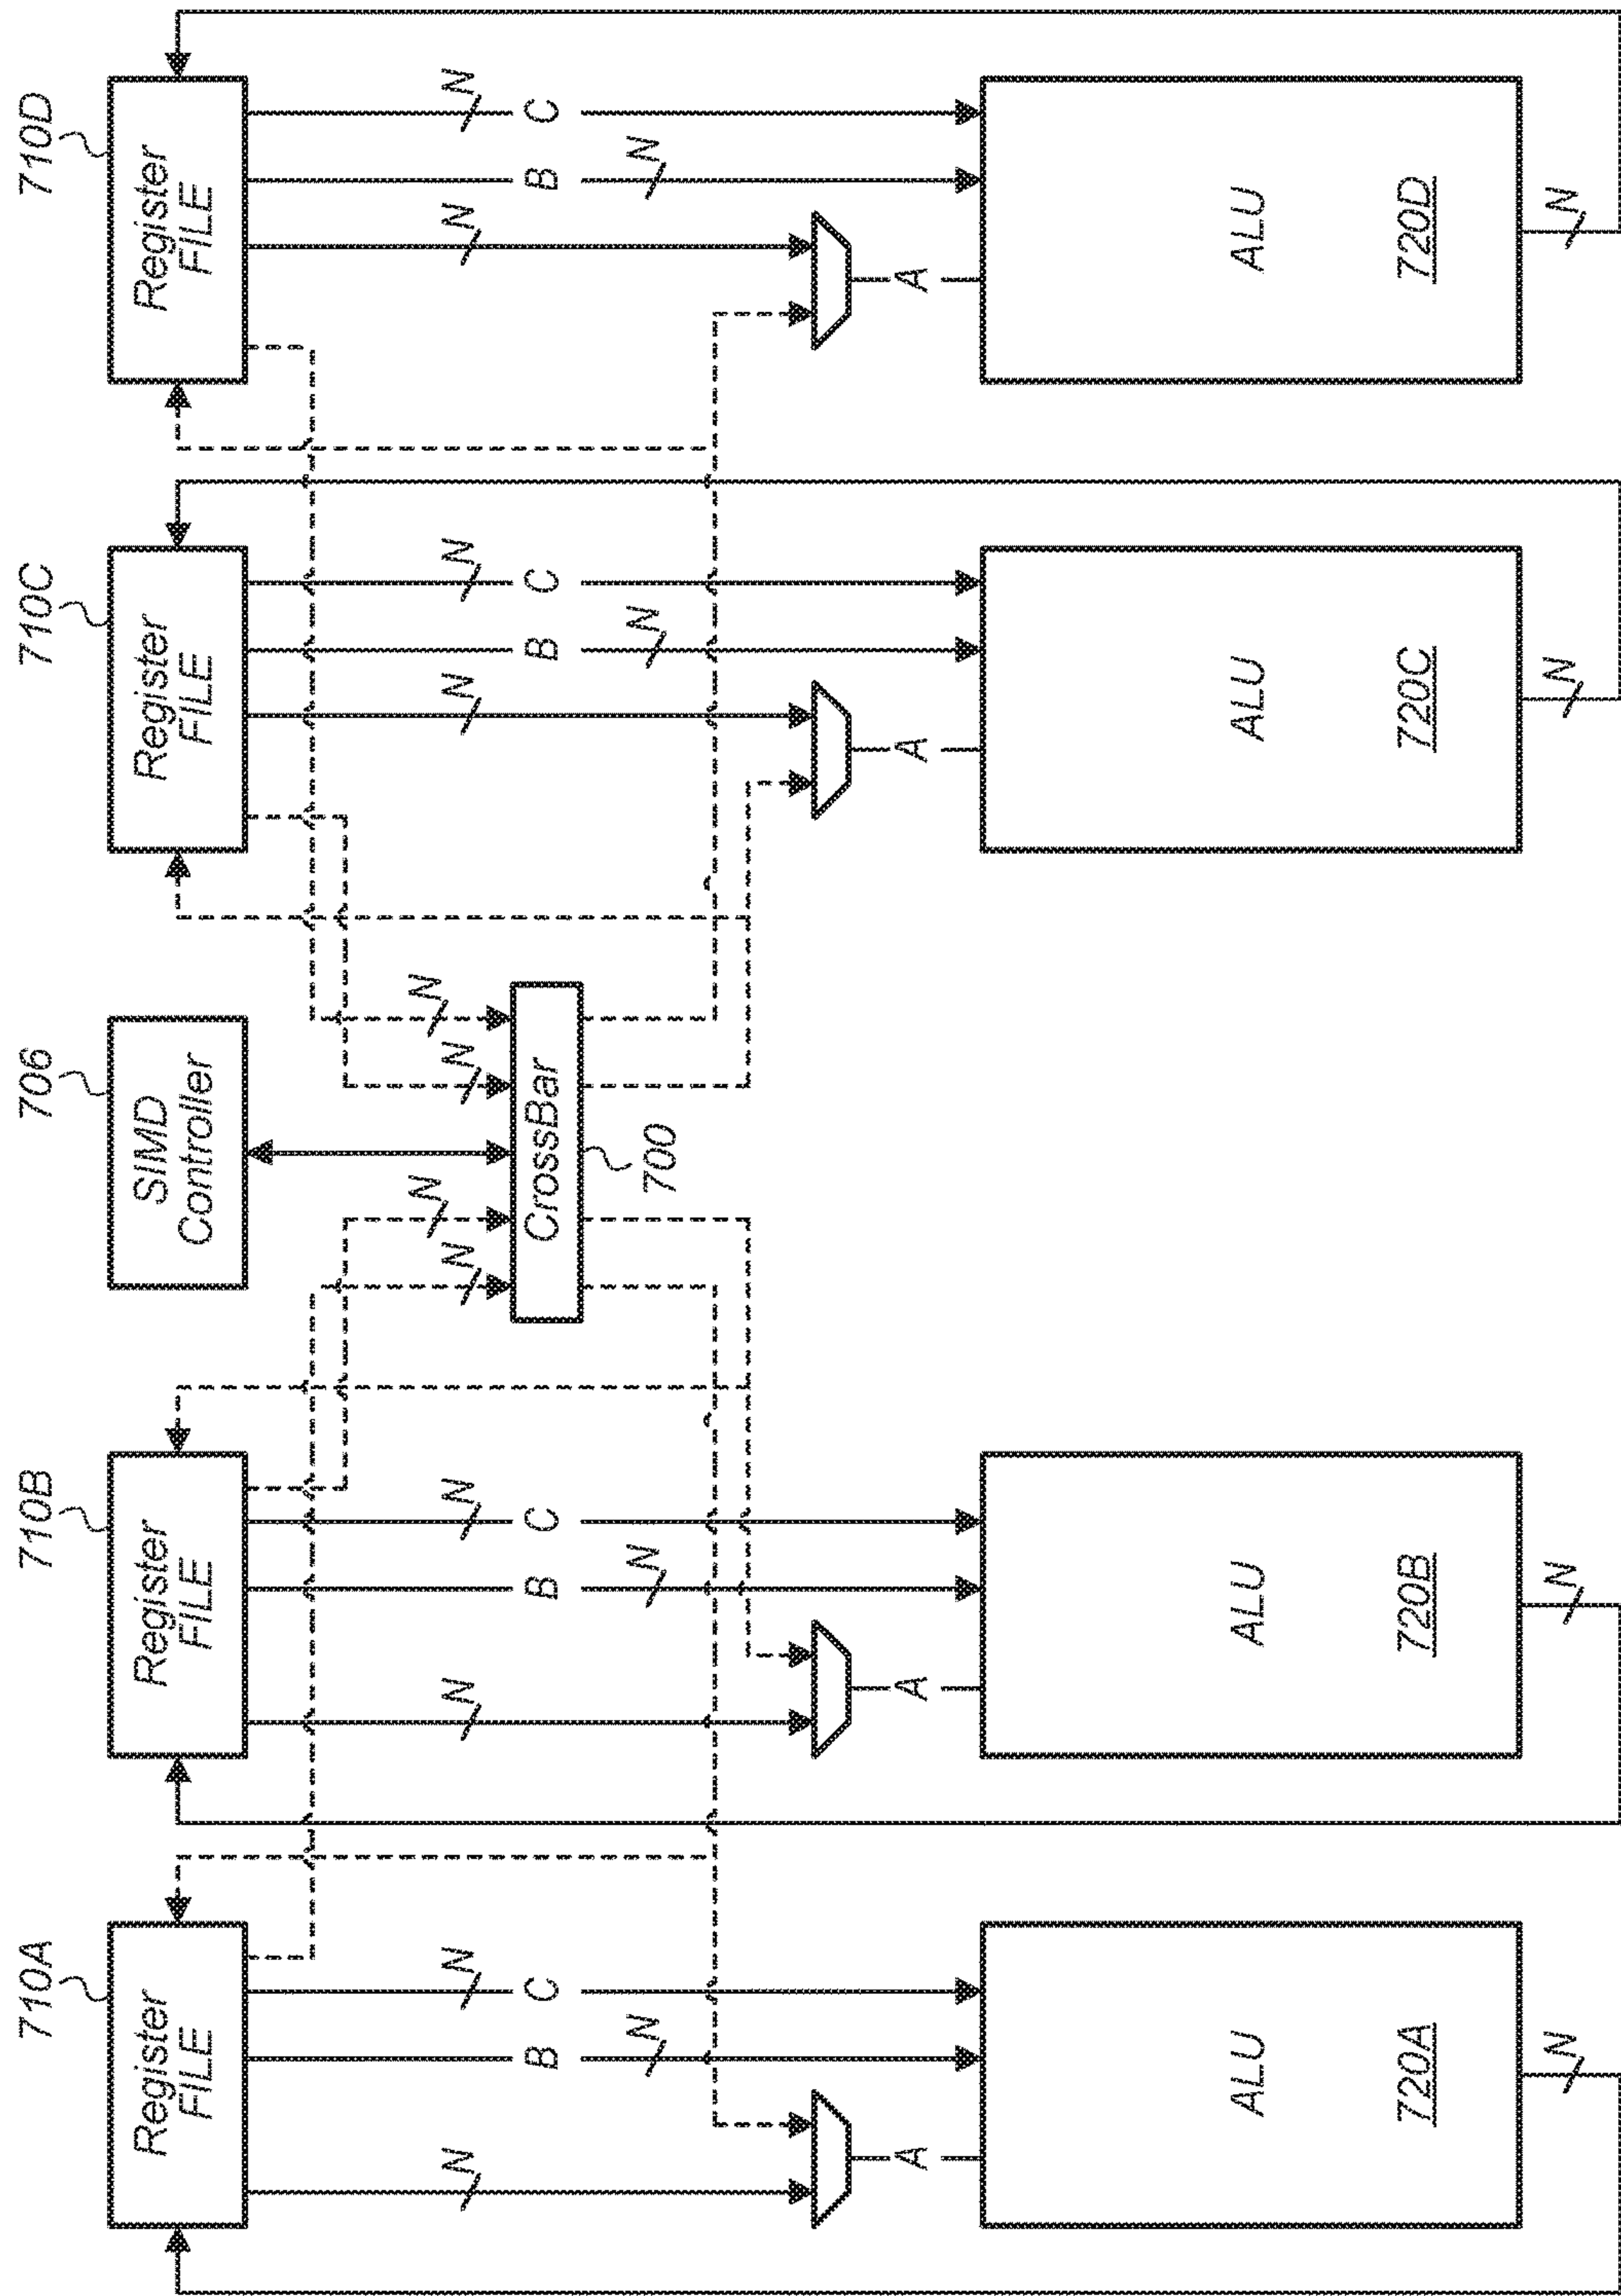 710A
710B
706
710C
710D
Register
FILE
Register
FILE
SIMD
Controller
Register
FILE
Register
FILE
N
B
C
N
N
N
B
C
N
N
N
N
N
N
CrossBar
700
N
B
C
N
N
N
B
C
N
N
A
A
A
A
ALU
720A
ALU
720B
ALU
720C
ALU
720D
N
N
N
N